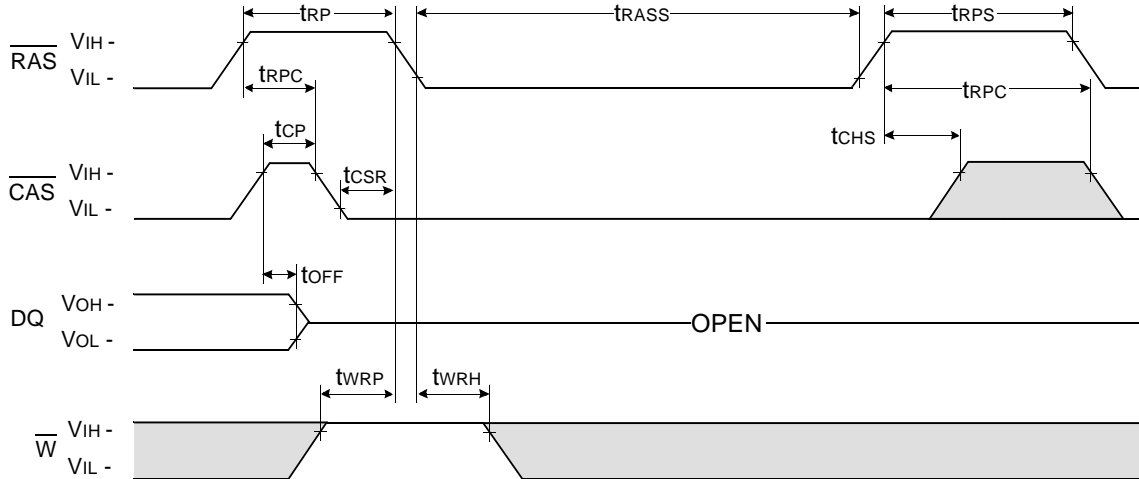 tRP tRASS tRPS
RAS VIH -
VIL -
tRPC tRPC
tCP tCHS
CAS VIH -
VIL -
tCSR
tOFF
DQ VOH -
VOL -
OPEN
tWRP tWRH
W VIH -
VIL -